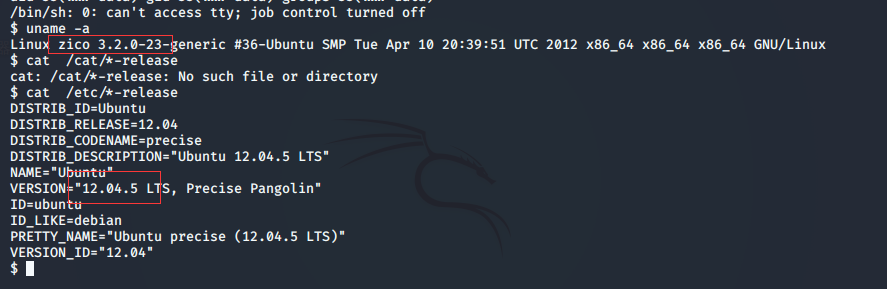 /bin/sh: 0: can't access tty; job control turned off
$ uname -a
Linux zico 3.2.0-23-generic #36-Ubuntu SMP Tue Apr 10 20:39:51 UTC 2012 x86_64 x86_64 x86_64 GNU/Linux
$ cat  /cat/*-release
cat: /cat/*-release: No such file or directory
$ cat  /etc/*-release
DISTRIB_ID=Ubuntu
DISTRIB_RELEASE=12.04
DISTRIB_CODENAME=precise
DISTRIB_DESCRIPTION="Ubuntu 12.04.5 LTS"
NAME="Ubuntu"
VERSION="12.04.5 LTS, Precise Pangolin"
ID=ubuntu
ID_LIKE=debian
PRETTY_NAME="Ubuntu precise (12.04.5 LTS)"
VERSION_ID="12.04"
$